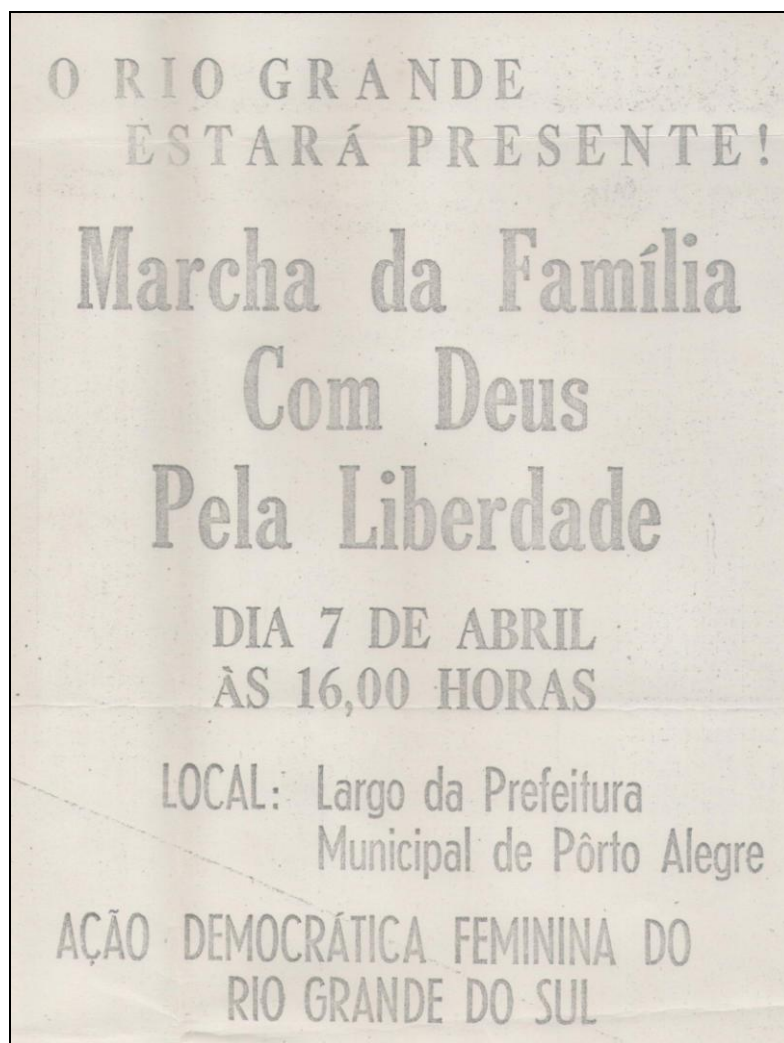 O RIO GRANDE
ESTARÁ PRESENTE!
Marcha da Família
Com Deus
Pela Liberdade
DIA 7 DE ABRIL
ÀS 16,00 HORAS
LOCAL: Largo da Prefeitura
Municipal de Pôrto Alegre
AÇÃO DEMOCRÁTICA FEMININA DO
RIO GRANDE DO SUL